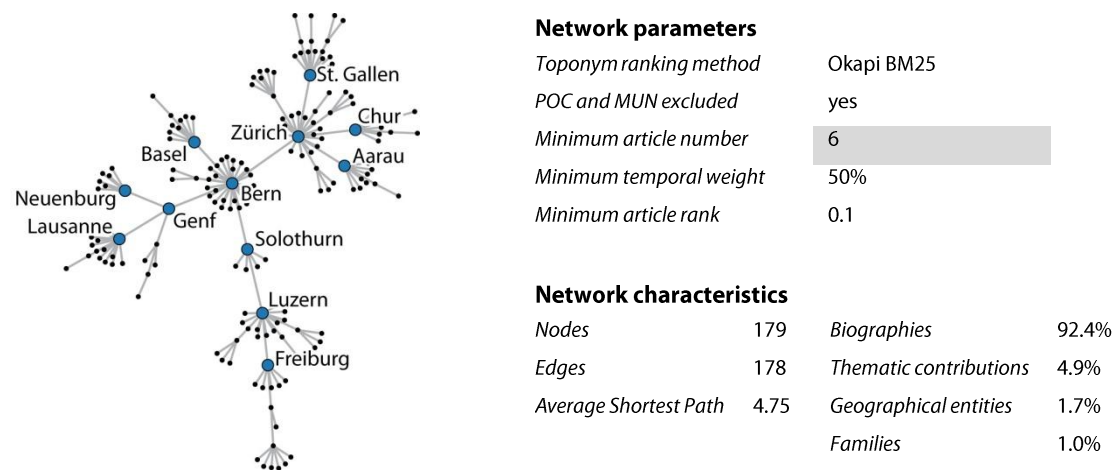 St. Gallen
Chur
Zürich
Aarau
Basel
Bern
Neuenburg
Genf
Lausanne
Solothurn
Luzern
Freiburg
Network parameters
Toponym ranking method Okapi BM25
POC and MUN excluded yes
Minimum article number 6
Minimum temporal weight 50%
Minimum article rank 0.1
Network characteristics
Nodes 179 Biographies 92.4%
Edges 178 Thematic contributions 4.9%
Average Shortest Path 4.75 Geographical entities 1.7%
Families 1.0%